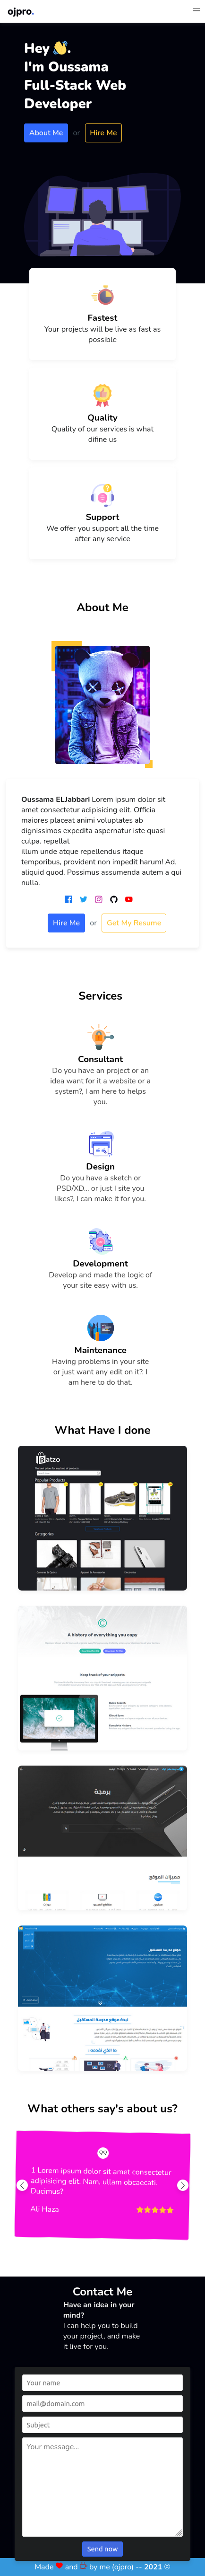 ojpro.
Hey 👋.
I'm Oussama
Full-Stack Web
Developer
About Me or Hire Me
Fastest
Your projects will be live as fast as
possible
Quality
Quality of our services is what
difine us
Support
We offer you support all the time
after any service
About Me
Oussama ELJabbari Lorem ipsum dolor sit
amet consectetur adipisicing elit. Officia
maiores placeat animi voluptates ab
dignissimos expedita aspernatur iste quasi
culpa. repellat
illum unde atque repellendus itaque
temporibus, provident non impedit harum! Ad,
aliquid quod. Possimus assumenda autem a qui
nulla.
Hire Me or Get My Resume
Services
Consultant
Do you have an project or an
idea want for it a website or a
system?, I am here to helps
you.
Design
Do you have a sketch or
PSD/XD... or just I site you
likes?, I can make it for you.
Development
Develop and made the logic of
your site easy with us.
Maintenance
Having problems in your site
or just want any edit on it?. I
am here to do that.
What Have I done
Batzo
Popular Products
Categories
A history of everything you copy
Keep track of your snippets
برمجة
مميزات الموقع
موقع مدرسة المستقبل
نبذة موقع مدرسة المستقبل
ما الذي نقدمه؟
What others say's about us?
1 Lorem ipsum dolor sit amet consectetur
adipisicing elit. Nam, ullam obcaecati.
Ducimus?
Ali Haza
Contact Me
Have an idea in your
mind?
I can help you to build
your project, and make
it live for you.
Your name
mail@domain.com
Subject
Your message...
Send now
Made ❤ and ☕ by me (ojpro) -- 2021 ©